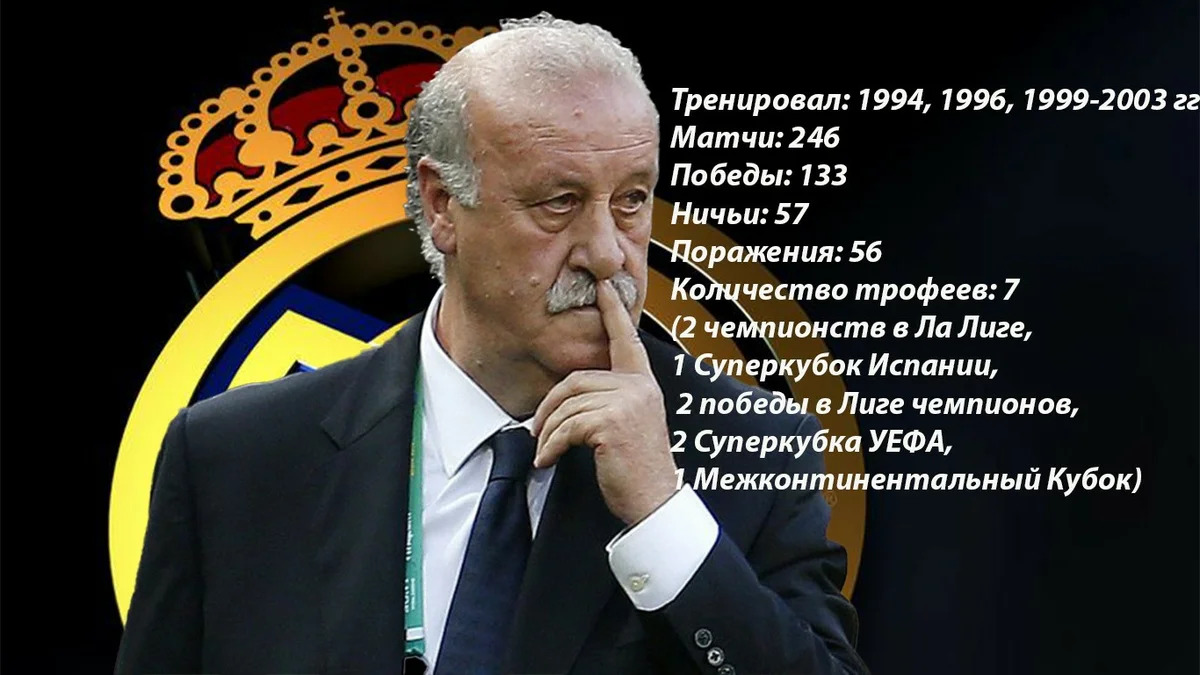 Тренировал: 1994, 1996, 1999-2003 гг
Матчи: 246
Победы: 133
Ничьи: 57
Поражения: 56
Количество трофеев: 7
(2 чемпионств в Ла Лиге,
1 Суперкубок Испании,
2 победы в Лиге чемпионов,
2 Суперкубка УЕФА,
1 Межконтинентальный Кубок)